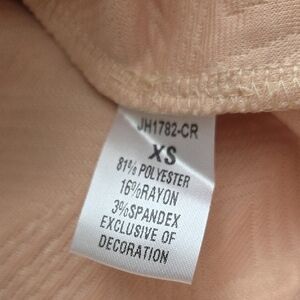 JH1782-CR
XS
81% POLYESTER
16%RAYON
3%SPANDEX
EXCLUSIVE OF
DECORATION